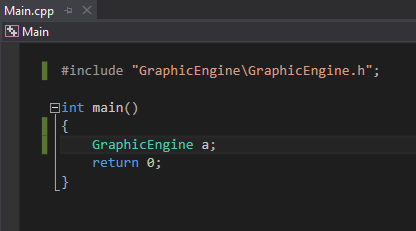 Main.cpp
Main
#include "GraphicEngine\GraphicEngine.h";
int main()
{
GraphicEngine a;
return 0;
}